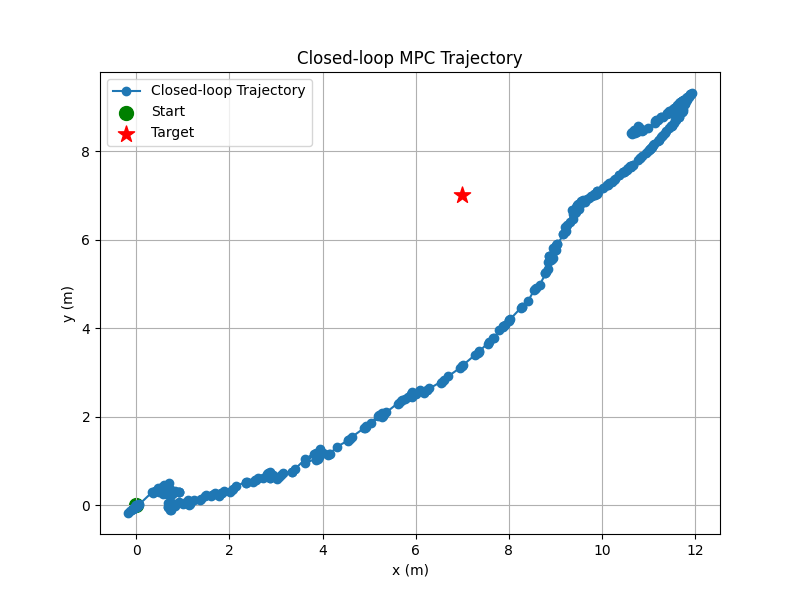 Closed-loop MPC Trajectory
Closed-loop Trajectory
Start
Target
8
6
4
2
0
y (m)
0 2 4 6 8 10 12
x (m)